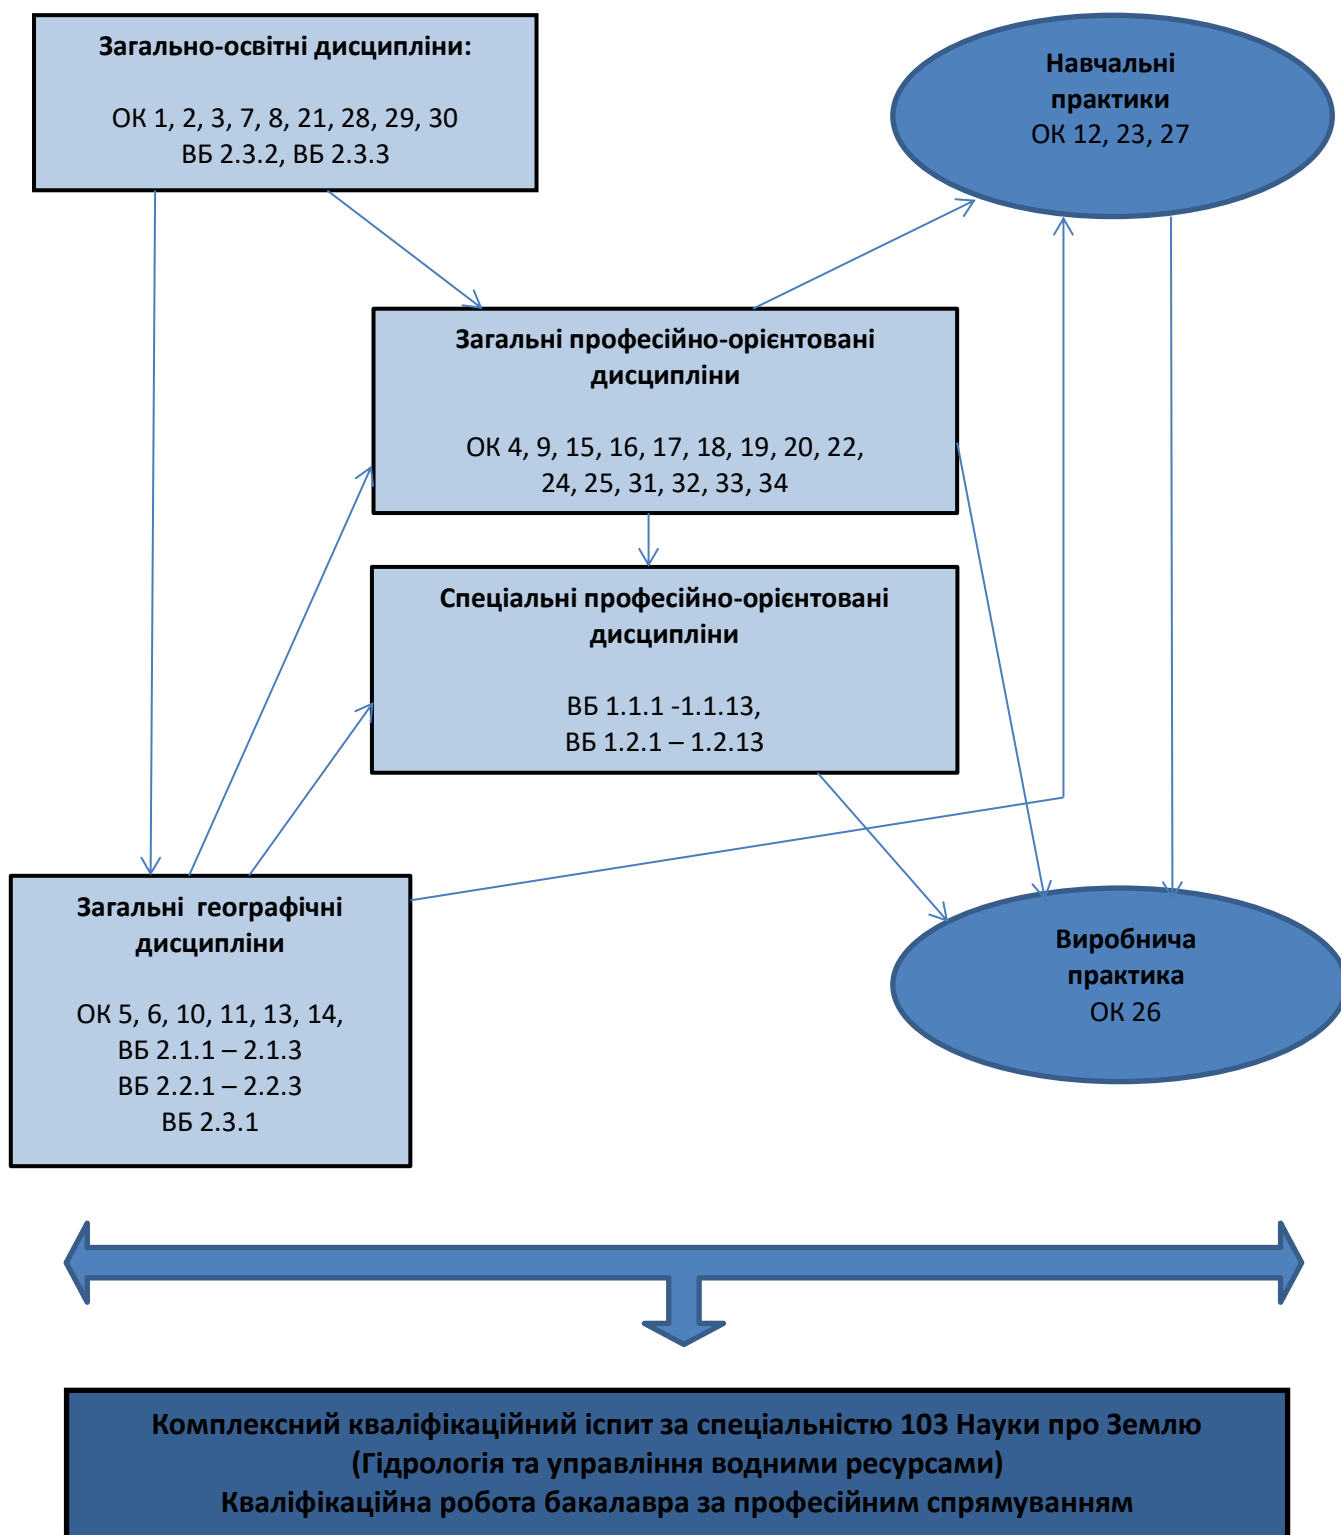 Загально-освітні дисципліни:
ОК 1, 2, 3, 7, 8, 21, 28, 29, 30
ВБ 2.3.2, ВБ 2.3.3
Навчальні
практики
ОК 12, 23, 27
Загальні професійно-орієнтовані
дисципліни
ОК 4, 9, 15, 16, 17, 18, 19, 20, 22,
24, 25, 31, 32, 33, 34
Спеціальні професійно-орієнтовані
дисципліни
ВБ 1.1.1 -1.1.13,
ВБ 1.2.1 – 1.2.13
Загальні  географічні
дисципліни
ОК 5, 6, 10, 11, 13, 14,
ВБ 2.1.1 – 2.1.3
ВБ 2.2.1 – 2.2.3
ВБ 2.3.1
Виробнича
практика
ОК 26
Комплексний кваліфікаційний іспит за спеціальністю 103 Науки про Землю
(Гідрологія та управління водними ресурсами)
Кваліфікаційна робота бакалавра за професійним спрямуванням